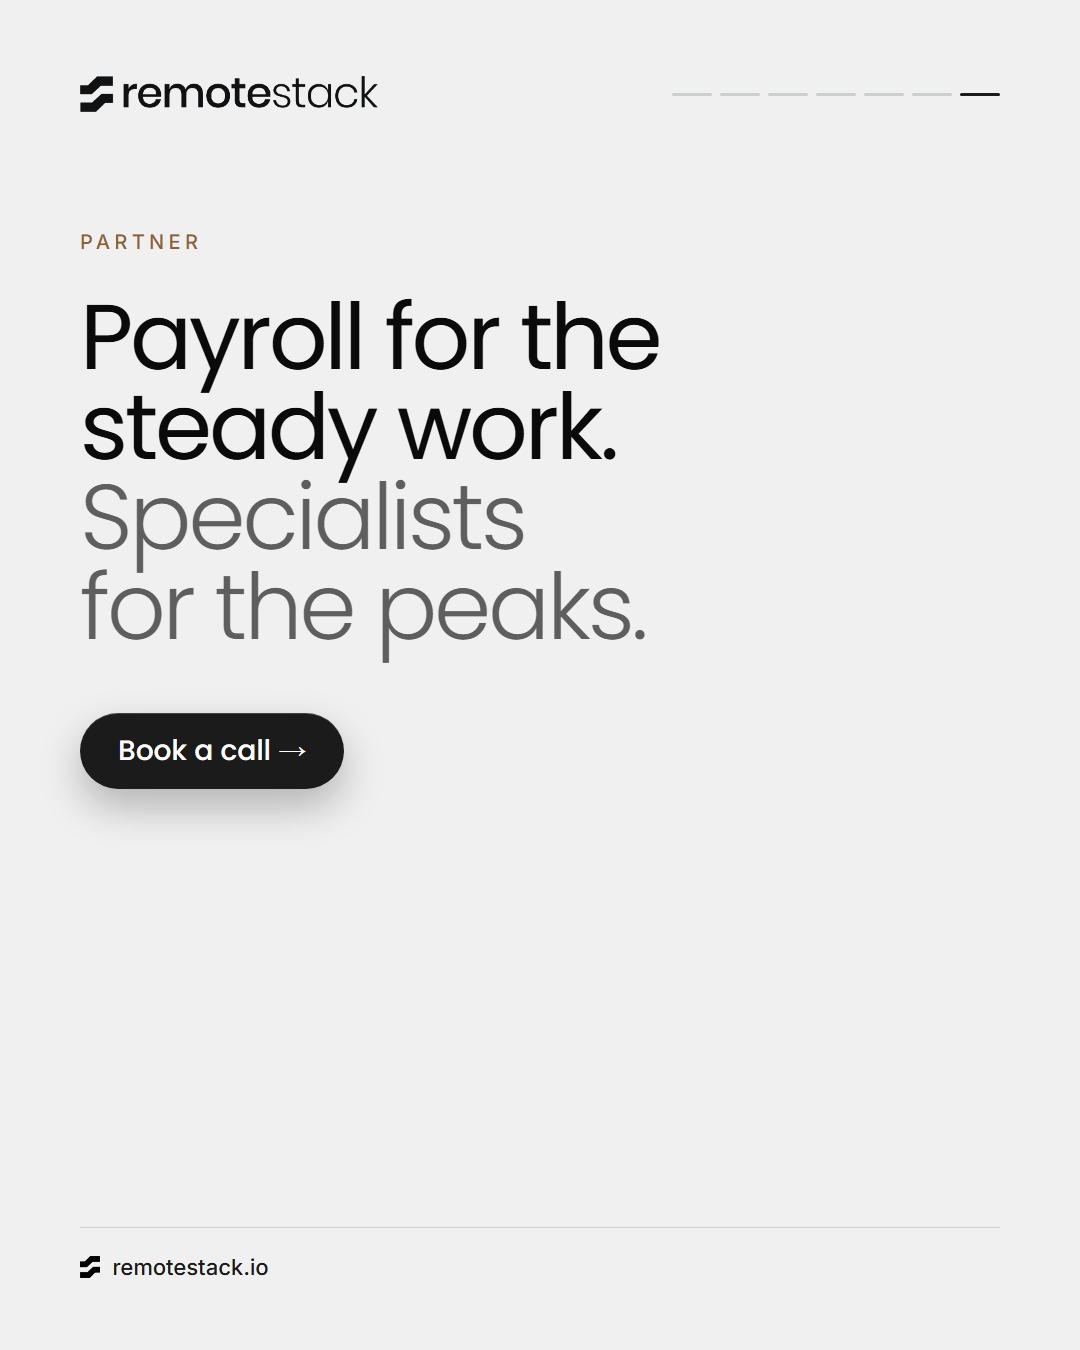 remotestack
PARTNER
Payroll for the
steady work.
Specialists
for the peaks.
Book a call →
remotestack.io